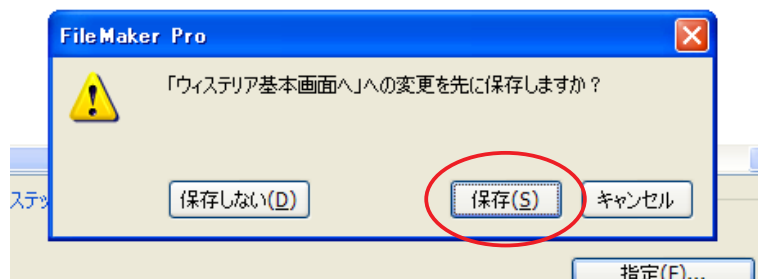 FileMaker Pro
「ウィステリア基本画面へ」への変更を先に保存しますか？
ステッ
保存しない(D)
保存(S)
キャンセル
指定(F)...